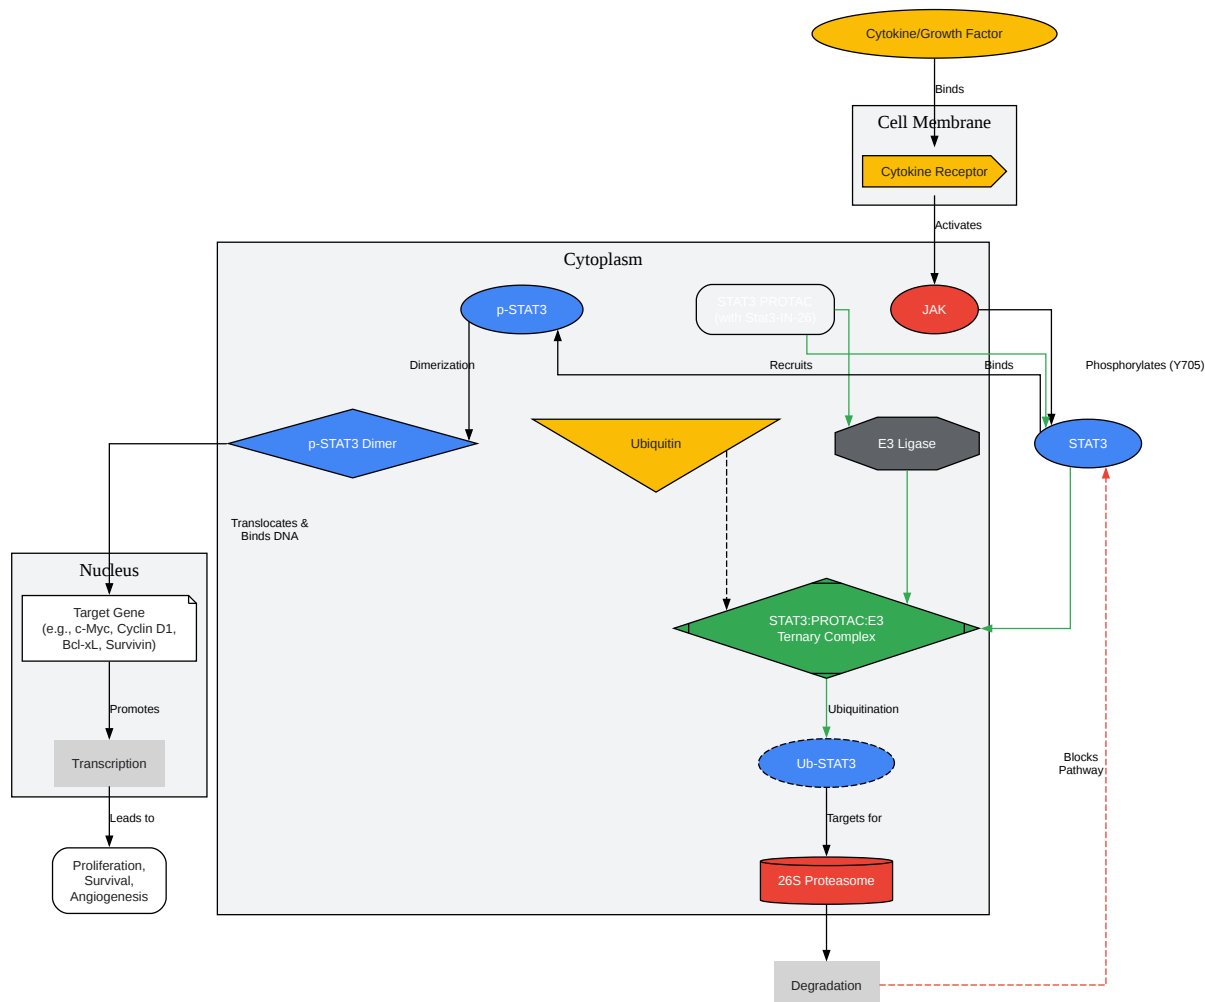 Cytokine/Growth Factor
Binds
Cell Membrane
Cytokine Receptor
Activates
Cytoplasm
p-STAT3
STAT3 PROTAC
(with Stat3-IN-26)
JAK
Dimerization
Recruits
Binds
Phosphorylates (Y705)
p-STAT3 Dimer
Ubiquitin
E3 Ligase
STAT3
Translocates &
Binds DNA
Nucleus
Target Gene
(e.g., c-Myc, Cyclin D1,
Bcl-xL, Survivin)
STAT3:PROTAC:E3
Ternary Complex
Promotes
Ubiquitination
Transcription
Ub-STAT3
Blocks
Pathway
Leads to
Targets for
Proliferation,
Survival,
Angiogenesis
26S Proteasome
Degradation